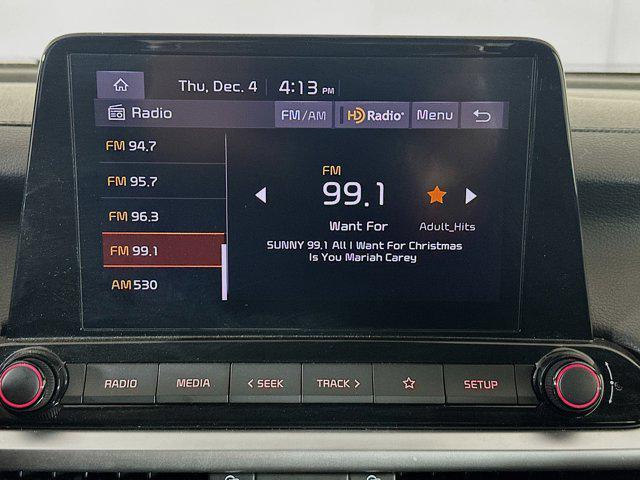 Thu, Dec. 4 4:13 PM
Radio FM/AM HD Radio Menu
FM 94.7
FM 95.7
FM 96.3
FM 99.1
AM 530
FM
99.1
Want For Adult_Hits
SUNNY 99.1 All I Want For Christmas
Is You Mariah Carey
RADIO MEDIA < SEEK TRACK > SETUP